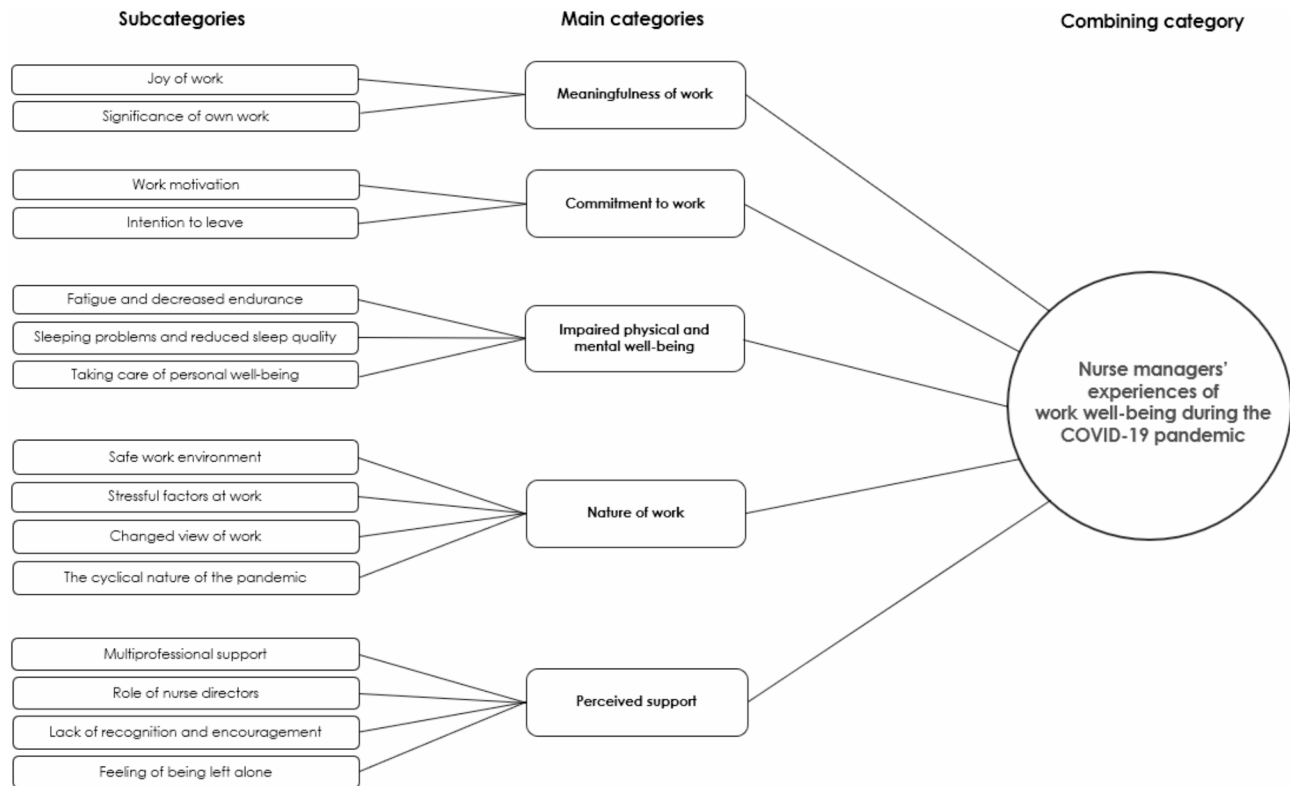 Subcategories
Main categories
Combining category
Joy of work
Significance of own work
Meaningfulness of work
Work motivation
Intention to leave
Commitment to work
Fatigue and decreased endurance
Sleeping problems and reduced sleep quality
Taking care of personal well-being
Impaired physical and
mental well-being
Safe work environment
Stressful factors at work
Changed view of work
The cyclical nature of the pandemic
Nature of work
Multiprofessional support
Role of nurse directors
Lack of recognition and encouragement
Feeling of being left alone
Perceived support
Nurse managers’
experiences of
work well-being during the
COVID-19 pandemic